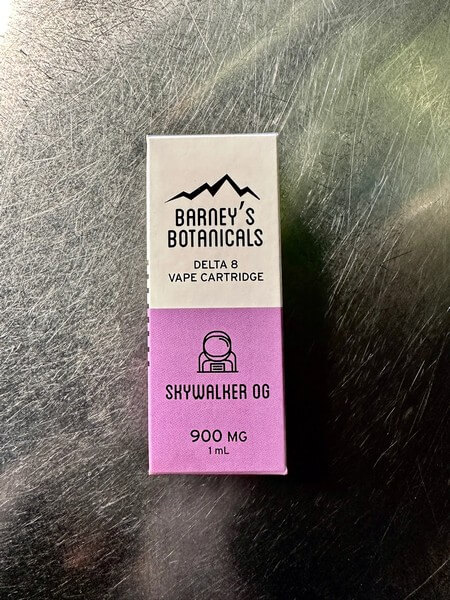 BARNEY'S
BOTANICALS
DELTA 8
VAPE CARTRIDGE
SKYWALKER OG
900 MG
1 mL